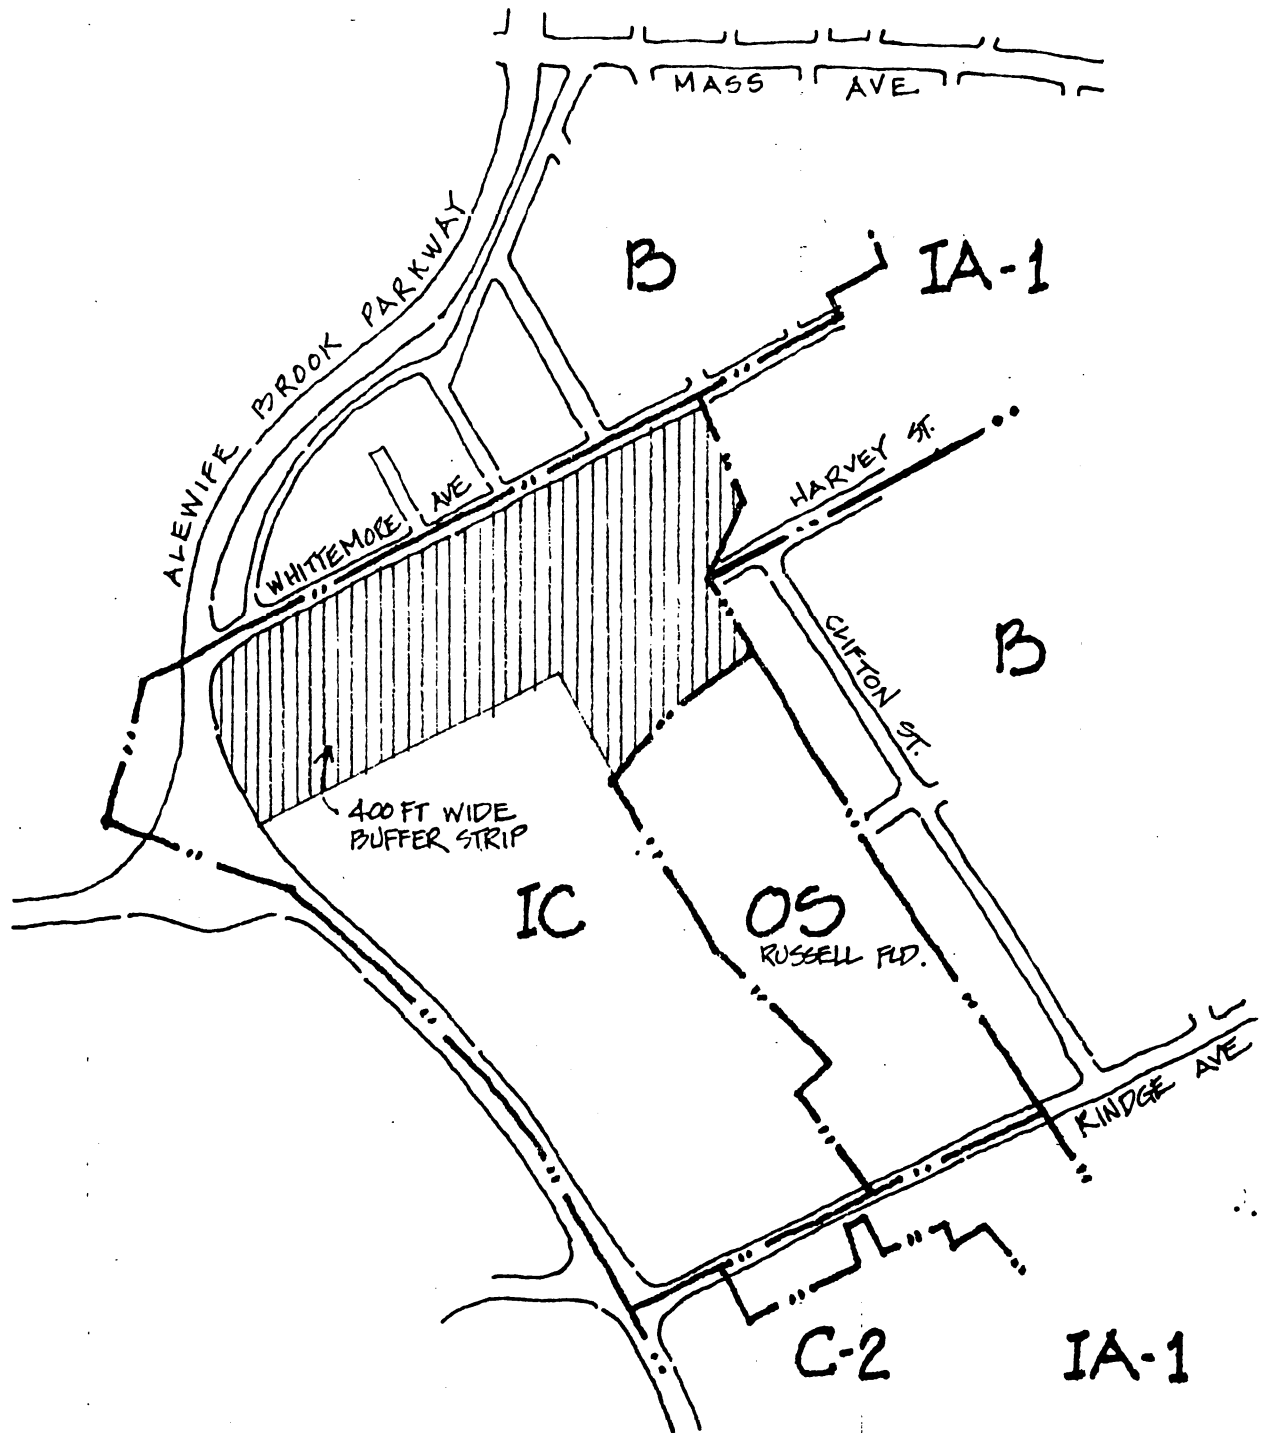 MASS AVE
ALEWIFE BROOK PARKWAY
B
IA-1
HARVEY ST.
WHITTEMORE AVE
CLIFTON ST.
B
400 FT WIDE
BUFFER STRIP
IC
OS
RUSSELL FLD.
RINDGE AVE
C-2
IA-1